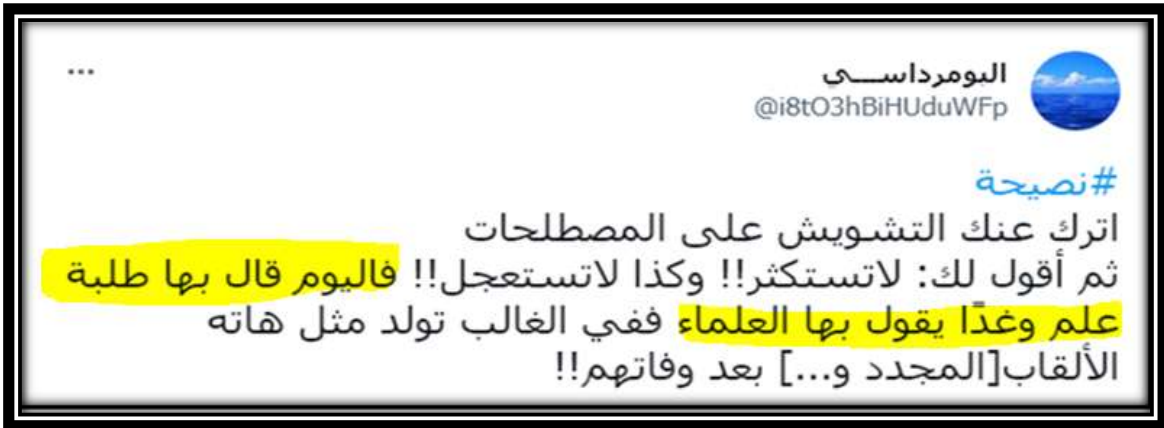 البومرداســـي
@i8tO3hBiHUduWFp
#نصيحة
اترك عنك التشويش على المصطلحات
ثم أقول لك: لاتستكثر!! وكذا لاتستعجل!! فاليوم قال بها طلبة
علم وغدًا يقول بها العلماء ففي الغالب تولد مثل هاته
الألقاب[المجدد و...] بعد وفاتهم!!